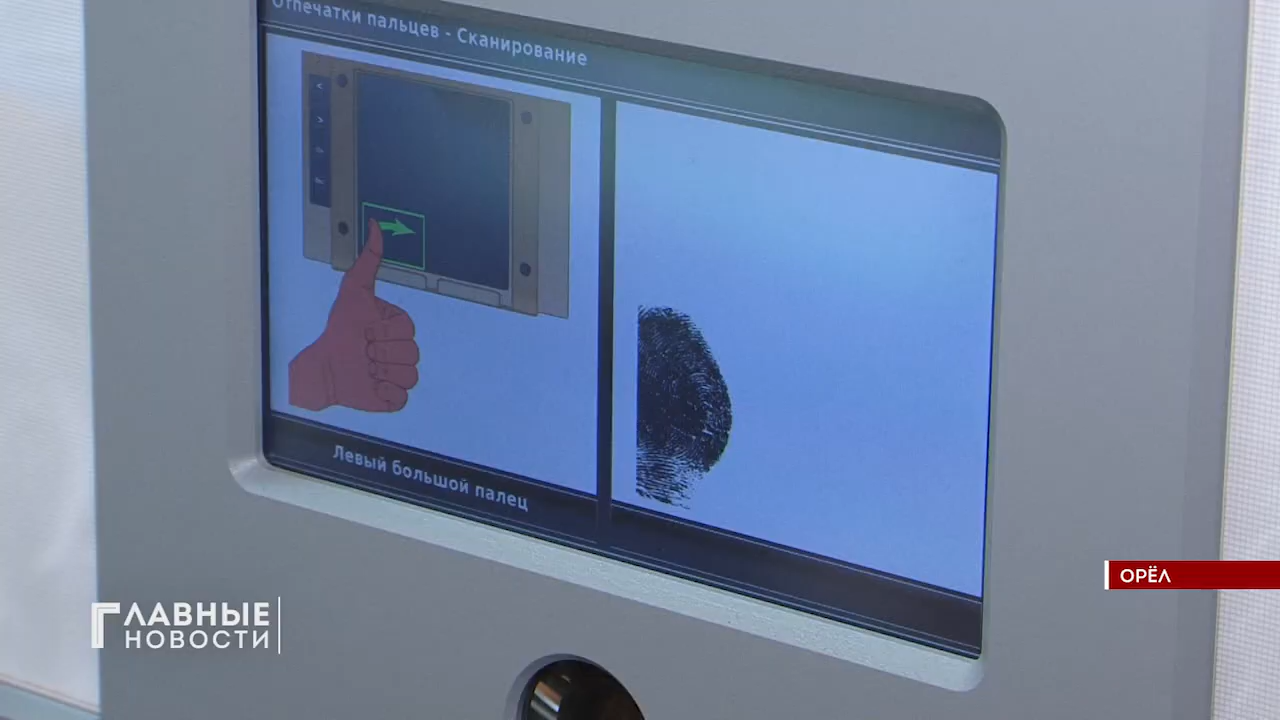 Отпечатки пальцев - Сканирование
Левый большой палец
ОРЁЛ
ГЛАВНЫЕ
НОВОСТИ